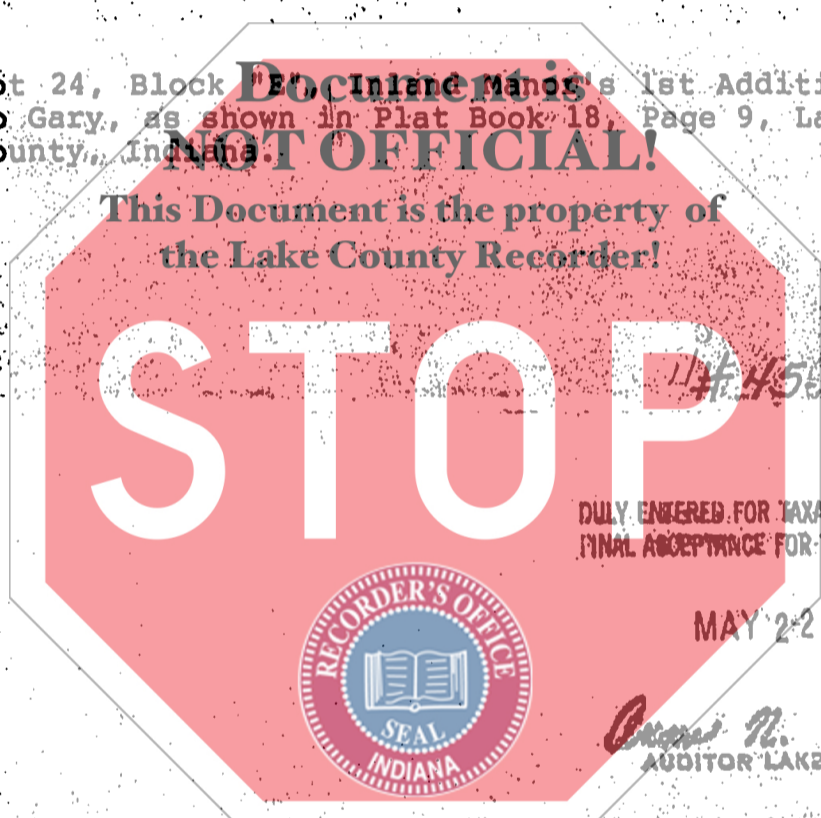 ot 24, Block "E", Inland Manor's 1st Additi
o Gary, as shown in Plat Book 18, Page 9, La
ounty, Indiana.
Document is
NOT OFFICIAL!
This Document is the property of
the Lake County Recorder!
STOP
#45
DULY ENTERED FOR TAXA
FINAL ACCEPTANCE FOR
MAY 22
RECORDER'S OFFICE
SEAL
INDIANA
N.
AUDITOR LAKE